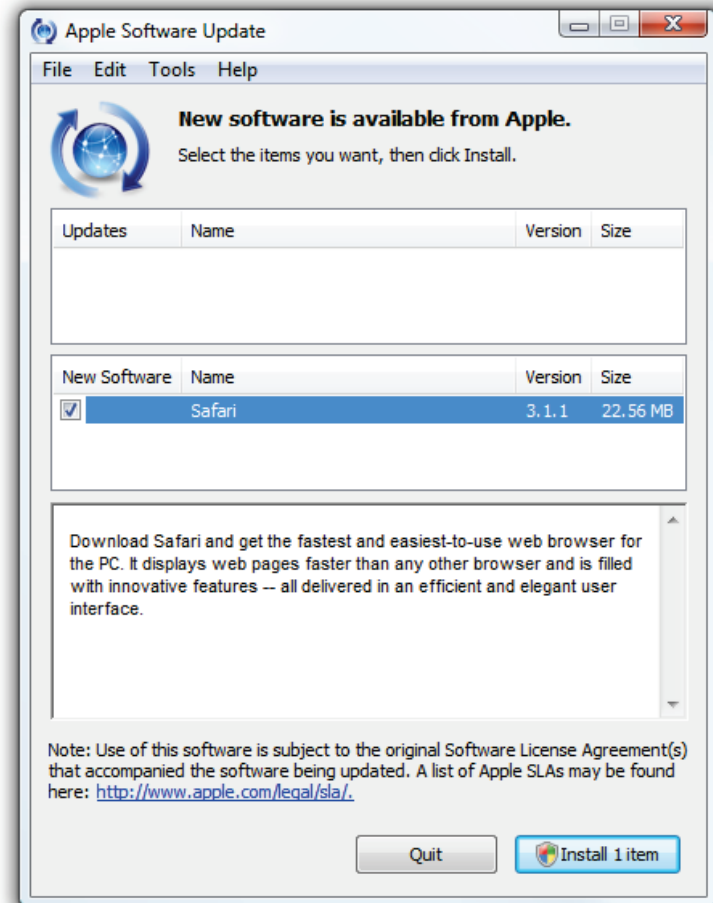 Apple Software Update
File Edit Tools Help
New software is available from Apple.
Select the items you want, then click Install.
Updates Name Version Size
New Software Name Version Size
Safari 3.1.1 22.56 MB
Download Safari and get the fastest and easiest-to-use web browser for
the PC. It displays web pages faster than any other browser and is filled
with innovative features -- all delivered in an efficient and elegant user
interface.
Note: Use of this software is subject to the original Software License Agreement(s)
that accompanied the software being updated. A list of Apple SLAs may be found
here: http://www.apple.com/legal/sla/.
Quit Install 1 item